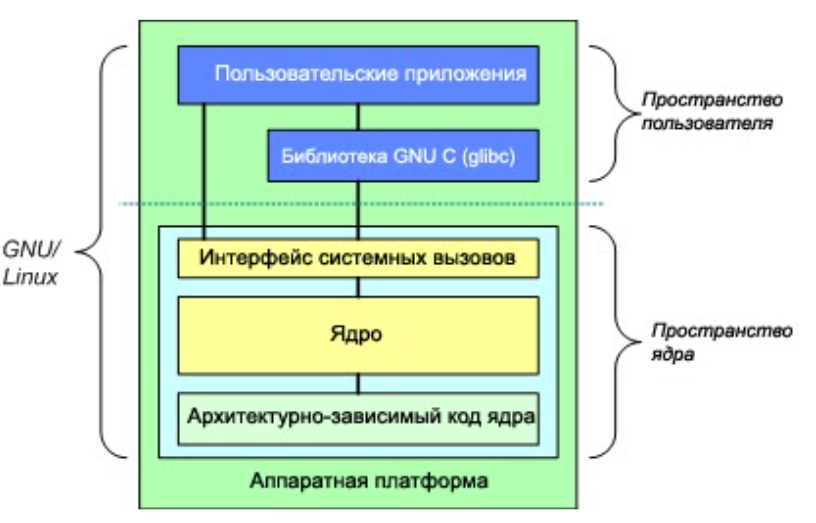 Пользовательские приложения
Пространство
пользователя
Библиотека GNU C (glibc)
GNU/
Linux
Интерфейс системных вызовов
Ядро
Пространство
ядра
Архитектурно-зависимый код ядра
Аппаратная платформа